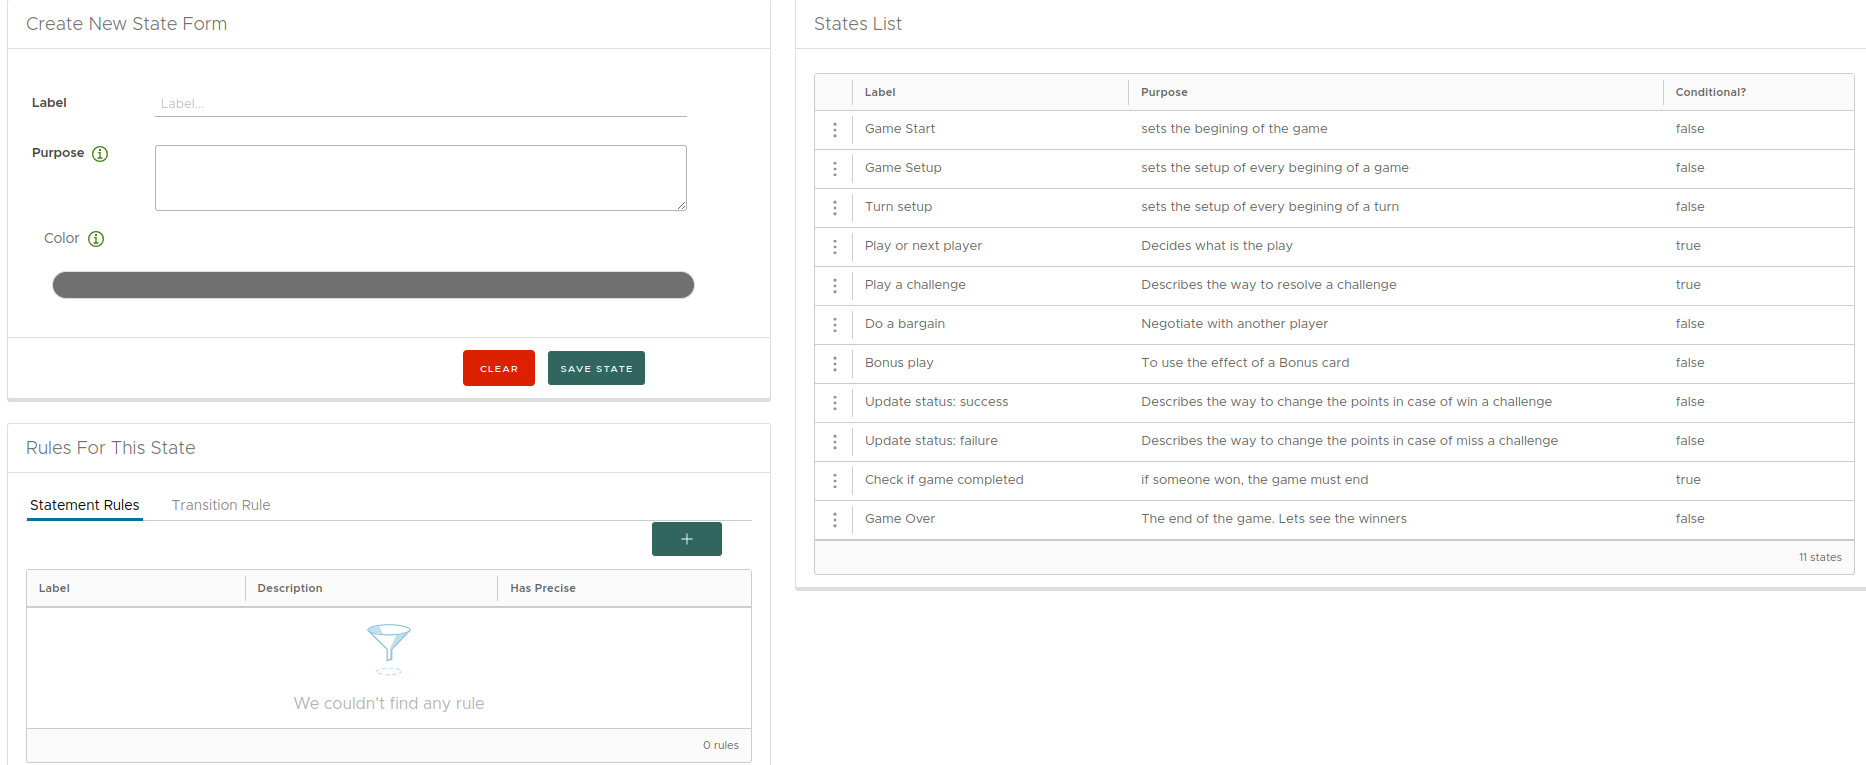 Create New State Form
Label
Label...
Purpose
Color
CLEAR
SAVE STATE
Rules For This State
Statement Rules
Transition Rule
+
Label
Description
Has Precise
We couldn't find any rule
0 rules
States List
Label Purpose Conditional?
Game Start sets the begining of the game false
Game Setup sets the setup of every begining of a game false
Turn setup sets the setup of every begining of a turn false
Play or next player Decides what is the play true
Play a challenge Describes the way to resolve a challenge true
Do a bargain Negotiate with another player false
Bonus play To use the effect of a Bonus card false
Update status: success Describes the way to change the points in case of win a challenge false
Update status: failure Describes the way to change the points in case of miss a challenge false
Check if game completed if someone won, the game must end true
Game Over The end of the game. Lets see the winners false
11 states